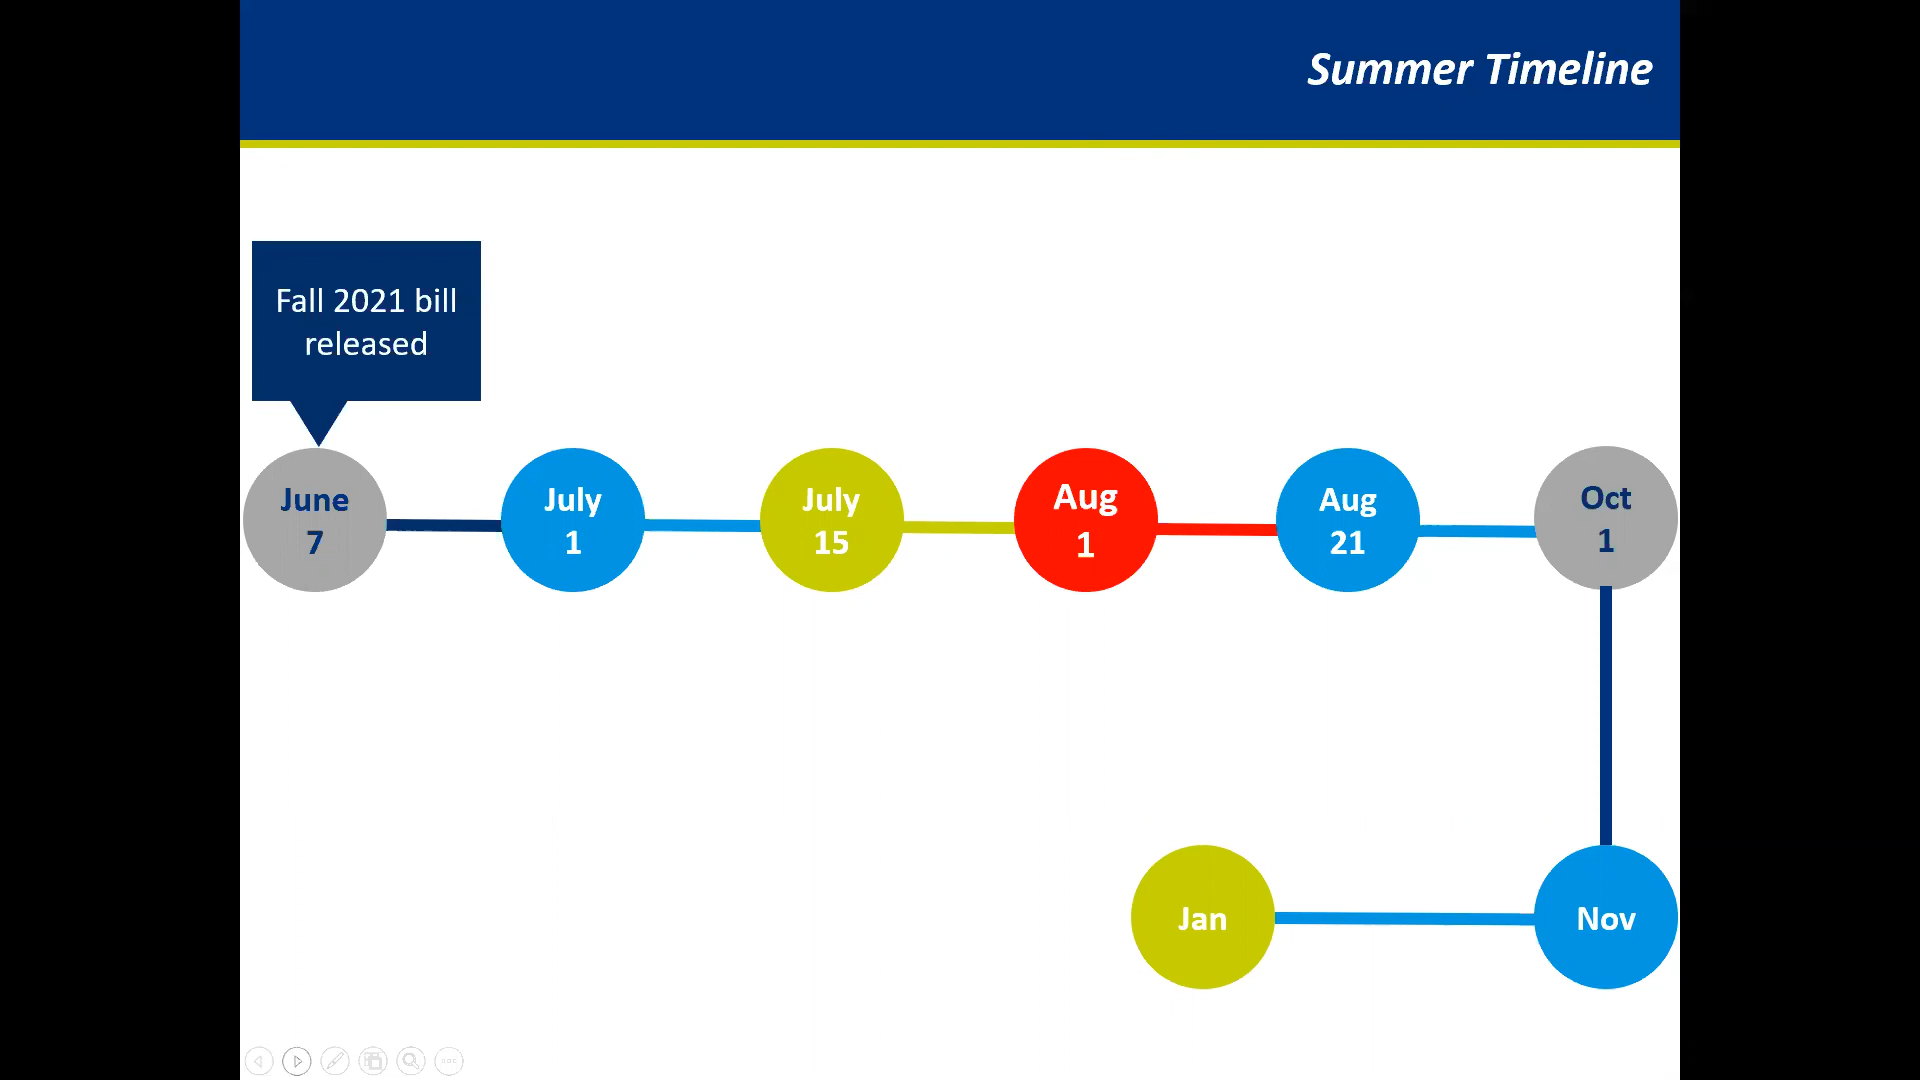 Summer Timeline
Fall 2021 bill
released
June
7
July
1
July
15
Aug
1
Aug
21
Oct
1
Jan
Nov